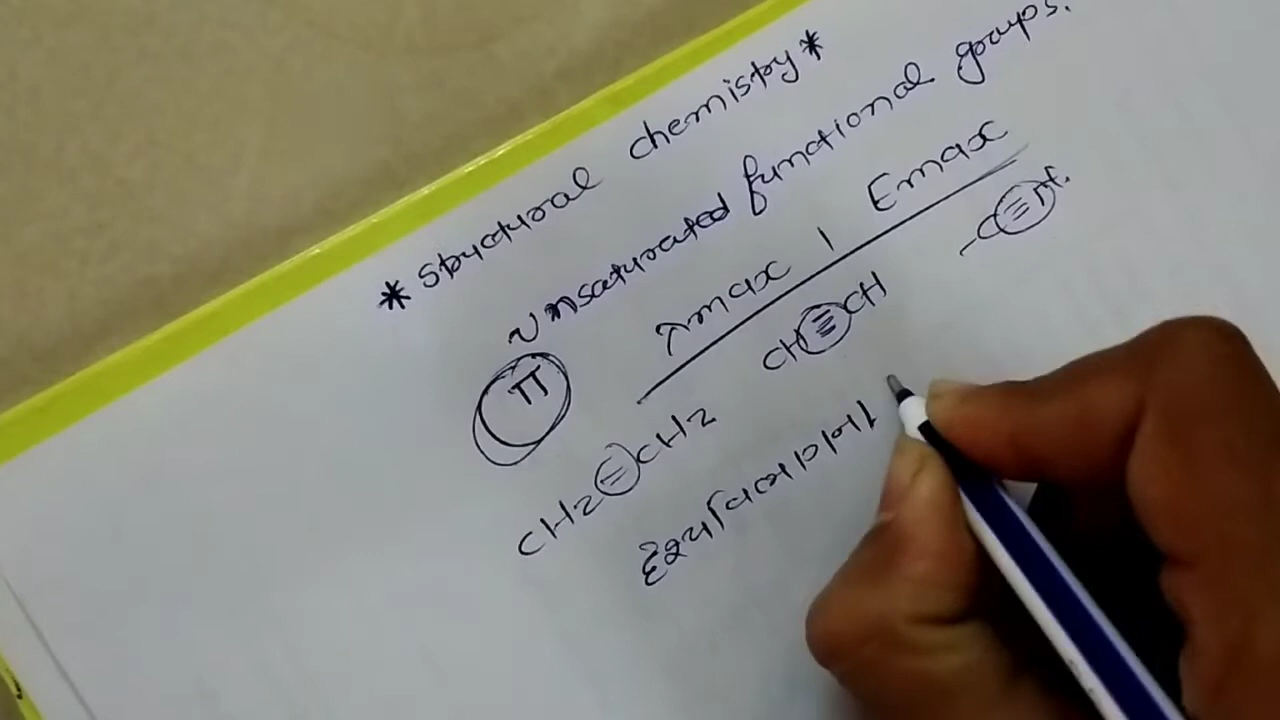 * Structural chemistry *
Unsaturated functional groups.
π
λmax, Emax
CH2=CH2 CH≡CH -C≡N.